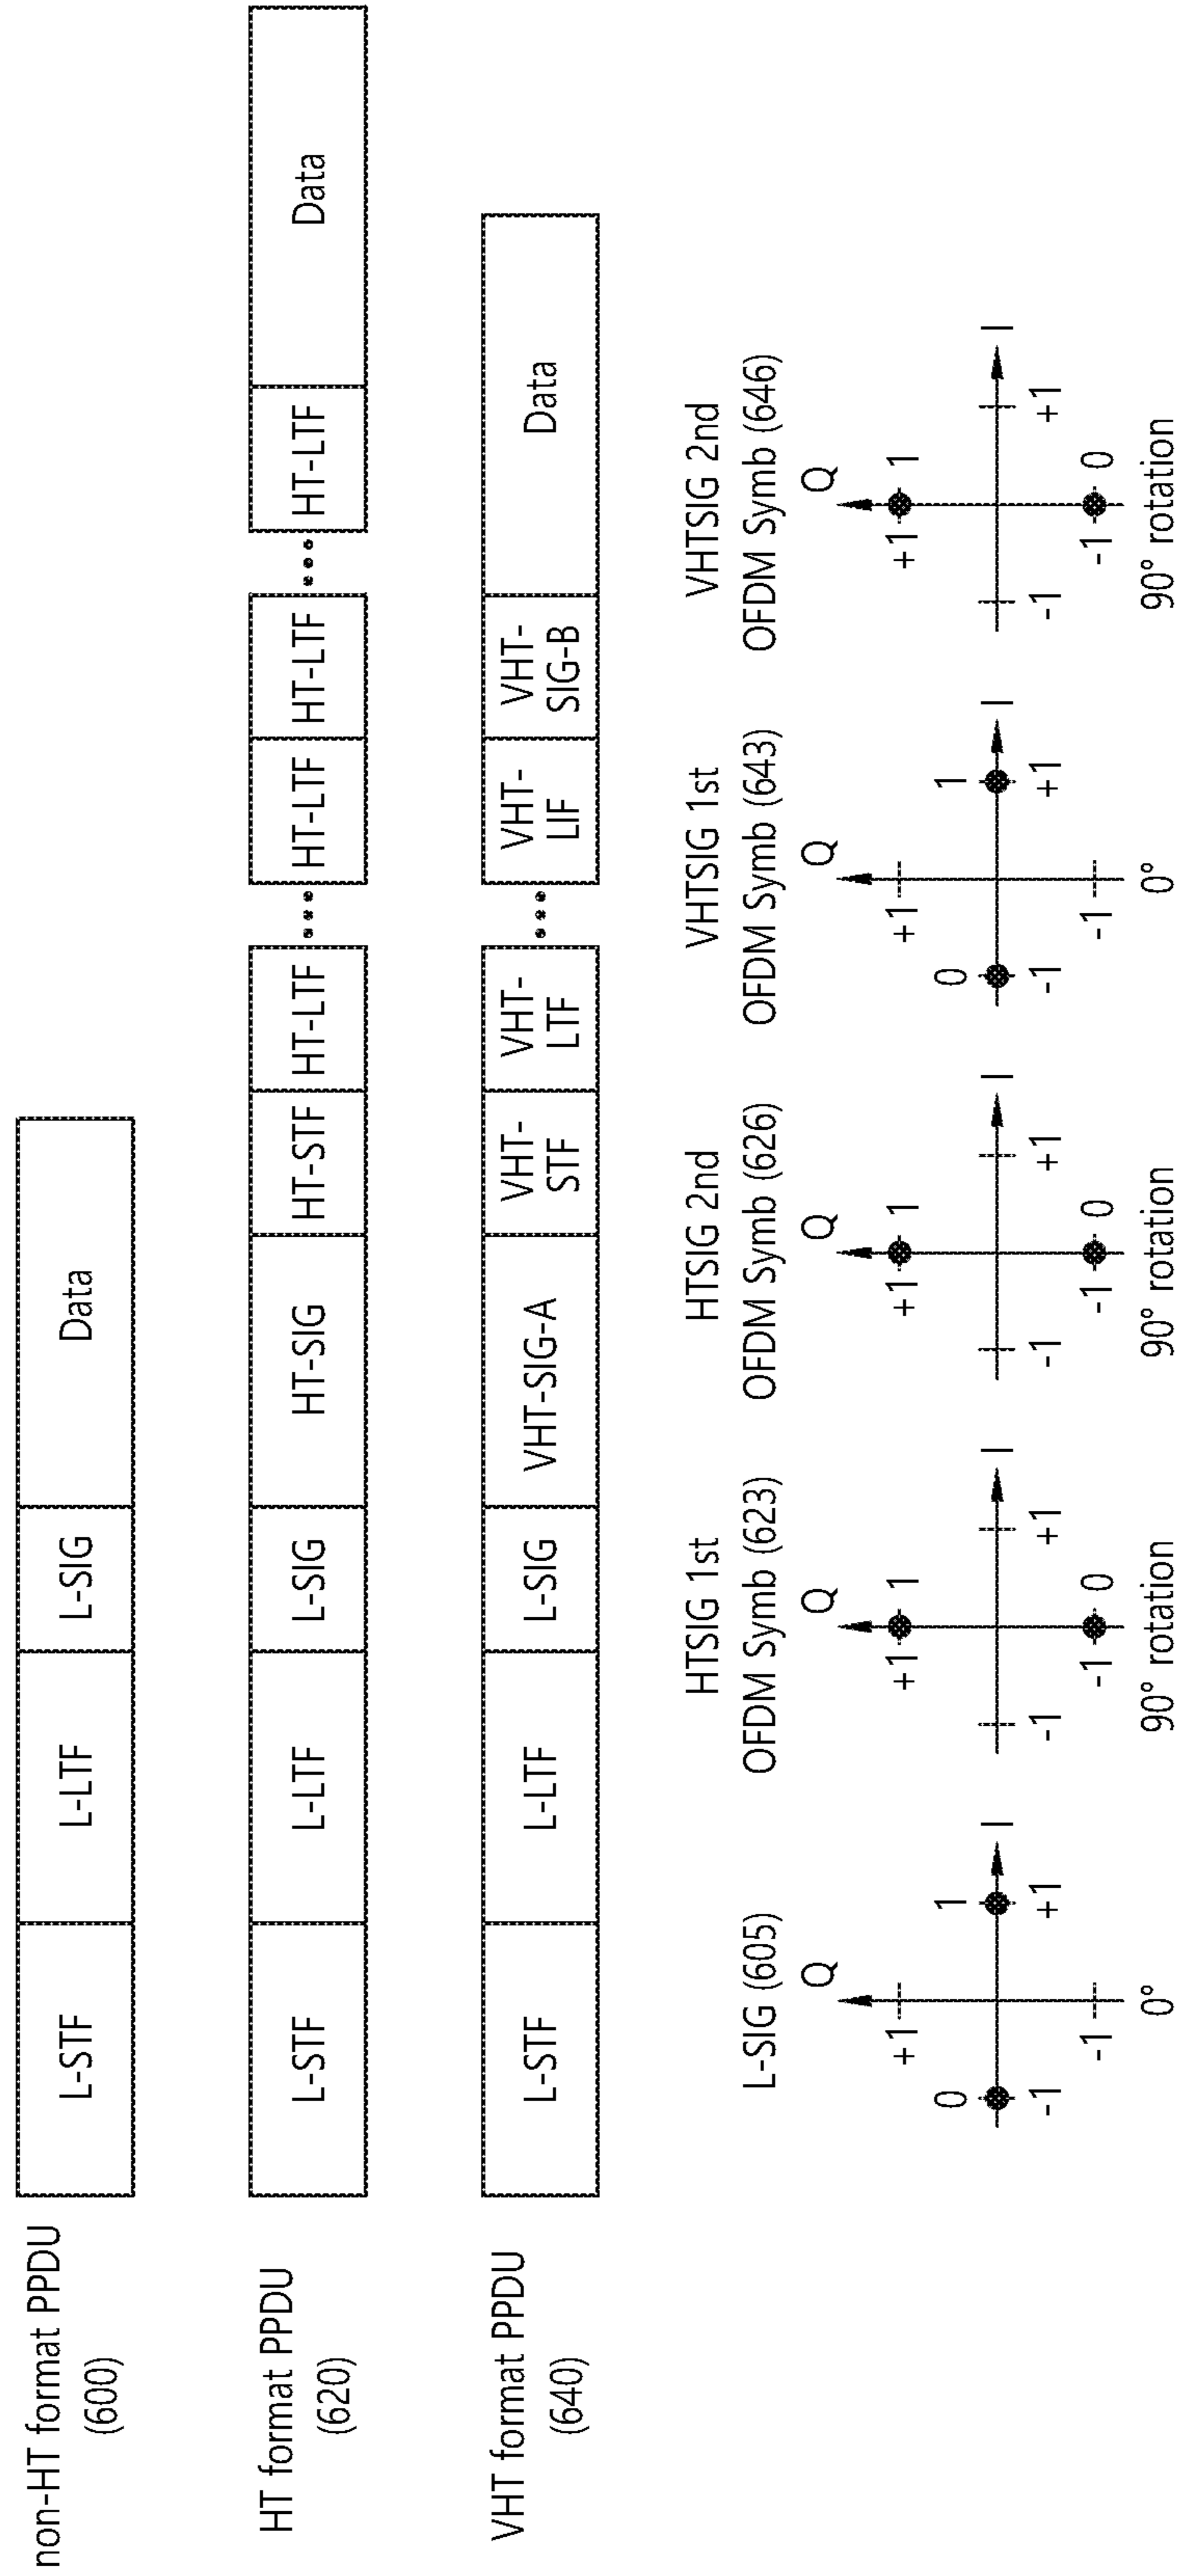 non-HT format PPDU
(600)
L-STF
L-LTF
L-SIG
Data
HT format PPDU
(620)
L-STF
L-LTF
L-SIG
HT-SIG
HT-STF
HT-LTF
HT-LTF
HT-LTF
HT-LTF
Data
VHT format PPDU
(640)
L-STF
L-LTF
L-SIG
VHT-SIG-A
VHT-
STF
VHT-
LTF
VHT-
LIF
VHT-
SIG-B
Data
L-SIG (605)
Q
+1
0
1
I
-1
+1
-1
0°
HTSIG 1st
OFDM Symb (623)
Q
+1
1
I
-1
+1
-1
0
90° rotation
HTSIG 2nd
OFDM Symb (626)
Q
+1
1
I
-1
+1
-1
0
90° rotation
VHTSIG 1st
OFDM Symb (643)
Q
+1
0
1
I
-1
+1
-1
0°
VHTSIG 2nd
OFDM Symb (646)
Q
+1
1
I
-1
+1
-1
0
90° rotation